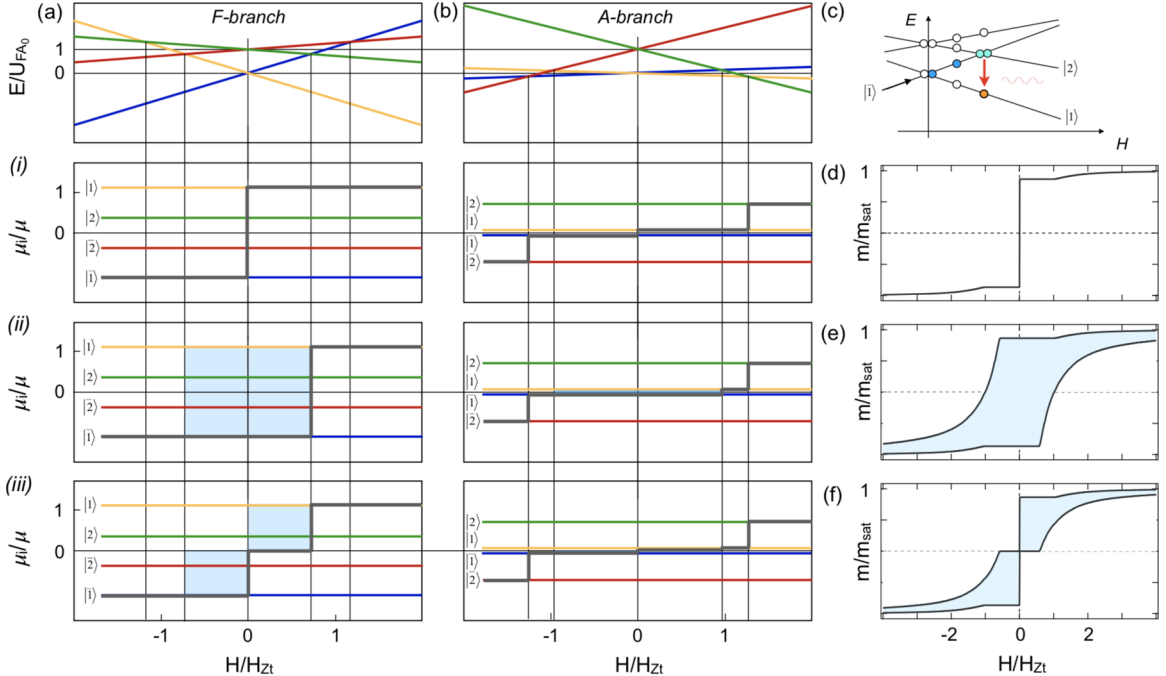 (a)
F-branch
(b)
A-branch
(c)
E
E/U_FA₀
1
0
|2⟩
|1̄⟩
|1⟩
H
(i)
μᵢ/μ
1
0
|1⟩
|2⟩
|2̄⟩
|1̄⟩
|2⟩
|1⟩
|1̄⟩
|2̄⟩
(d)
m/m_sat
1
(ii)
μᵢ/μ
1
0
|1⟩
|2⟩
|2̄⟩
|1̄⟩
|2⟩
|1⟩
|1̄⟩
|2̄⟩
(e)
m/m_sat
1
(iii)
μᵢ/μ
1
0
|1⟩
|2⟩
|2̄⟩
|1̄⟩
|2⟩
|1⟩
|1̄⟩
|2̄⟩
(f)
m/m_sat
1
-1 0 1
H/H_Zt
-1 0 1
H/H_Zt
-2 0 2
H/H_Zt